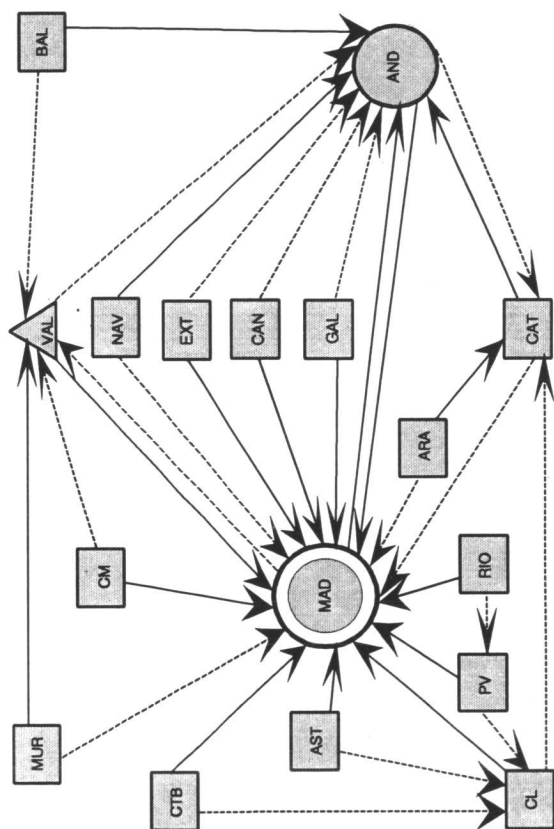 MUR
VAL
BAL
CM
NAV
CTB
EXT
CAN
AST
MAD
GAL
AND
ARA
PV
RIO
CL
CAT